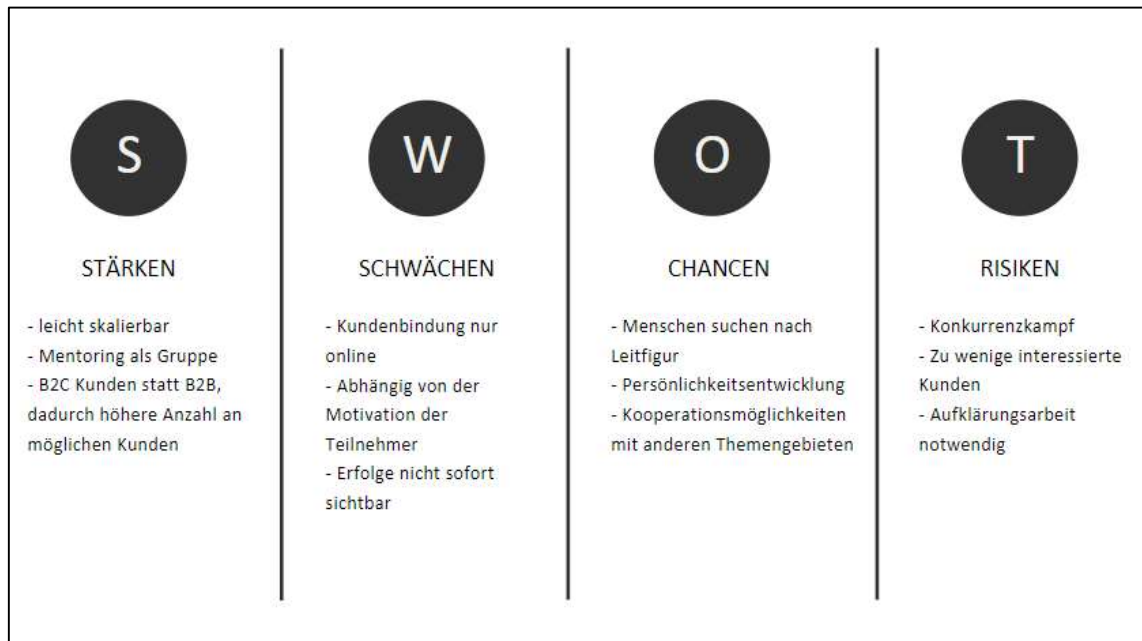 S
STÄRKEN
- leicht skalierbar
- Mentoring als Gruppe
- B2C Kunden statt B2B,
dadurch höhere Anzahl an
möglichen Kunden
W
SCHWÄCHEN
- Kundenbindung nur
online
- Abhängig von der
Motivation der
Teilnehmer
- Erfolge nicht sofort
sichtbar
O
CHANCEN
- Menschen suchen nach
Leitfigur
- Persönlichkeitsentwicklung
- Kooperationsmöglichkeiten
mit anderen Themengebieten
T
RISIKEN
- Konkurrenzkampf
- Zu wenige interessierte
Kunden
- Aufklärungsarbeit
notwendig